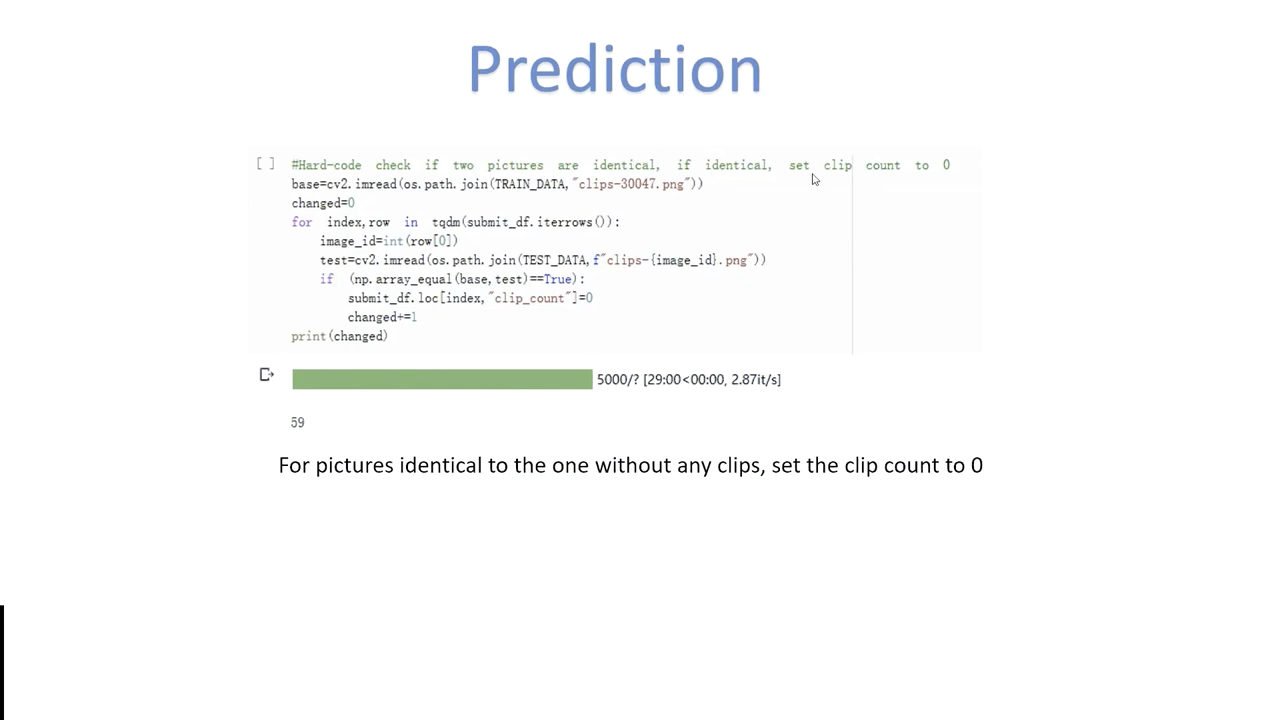 Prediction
[ ] #Hard-code check if two pictures are identical, if identical, set clip count to 0
base=cv2.imread(os.path.join(TRAIN_DATA,"clips-30047.png"))
changed=0
for index,row in tqdm(submit_df.iterrows()):
    image_id=int(row[0])
    test=cv2.imread(os.path.join(TEST_DATA,f"clips-{image_id}.png"))
    if (np.array_equal(base,test)==True):
        submit_df.loc[index,"clip_count"]=0
        changed+=1
print(changed)
5000/? [29:00<00:00, 2.87it/s]
59
For pictures identical to the one without any clips, set the clip count to 0